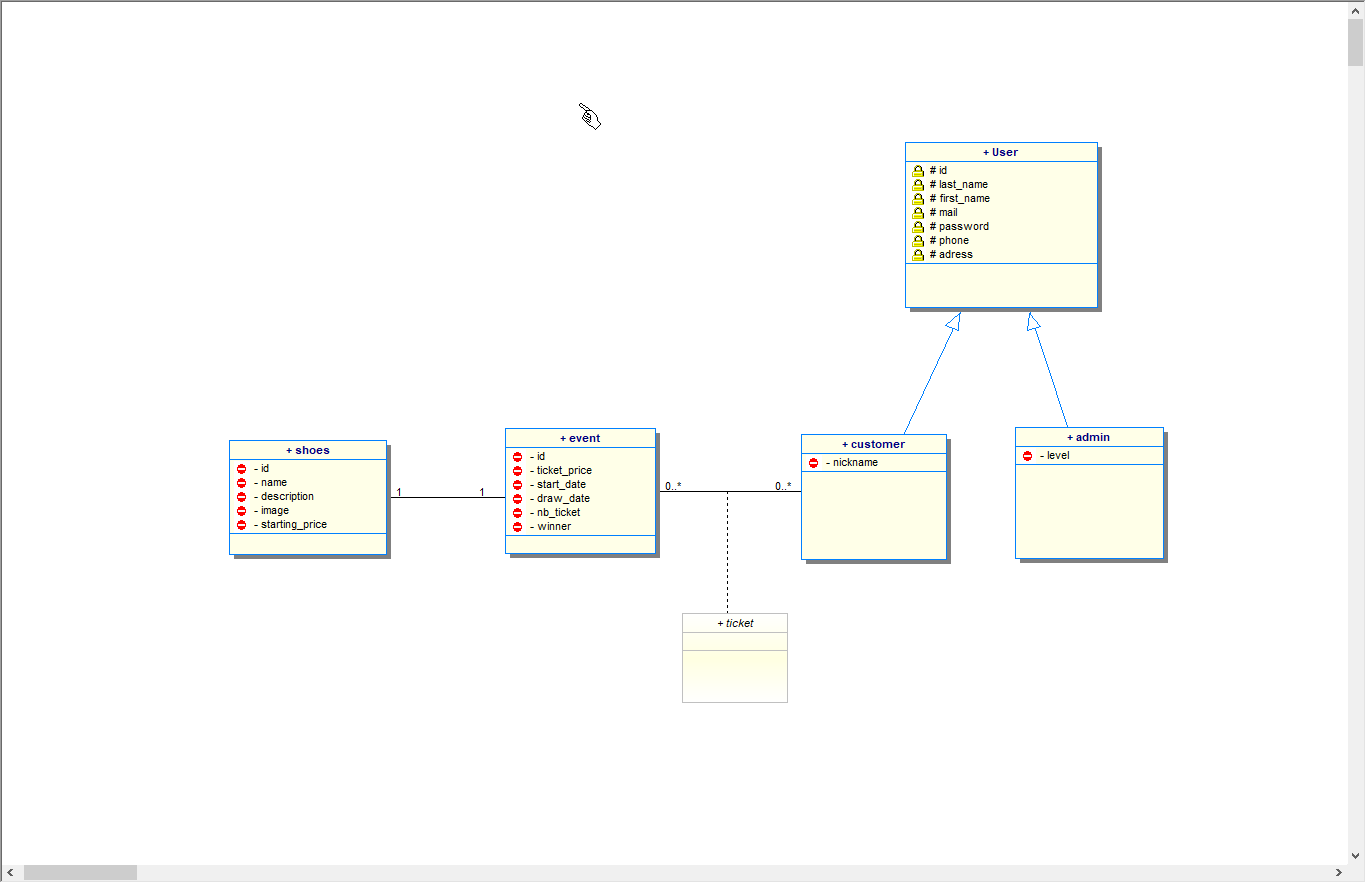 + User
# id
# last_name
# first_name
# mail
# password
# phone
# adress
+ shoes
- id
- name
- description
- image
- starting_price
1
1
+ event
- id
- ticket_price
- start_date
- draw_date
- nb_ticket
- winner
0..*
0..*
+ customer
- nickname
+ admin
- level
+ ticket